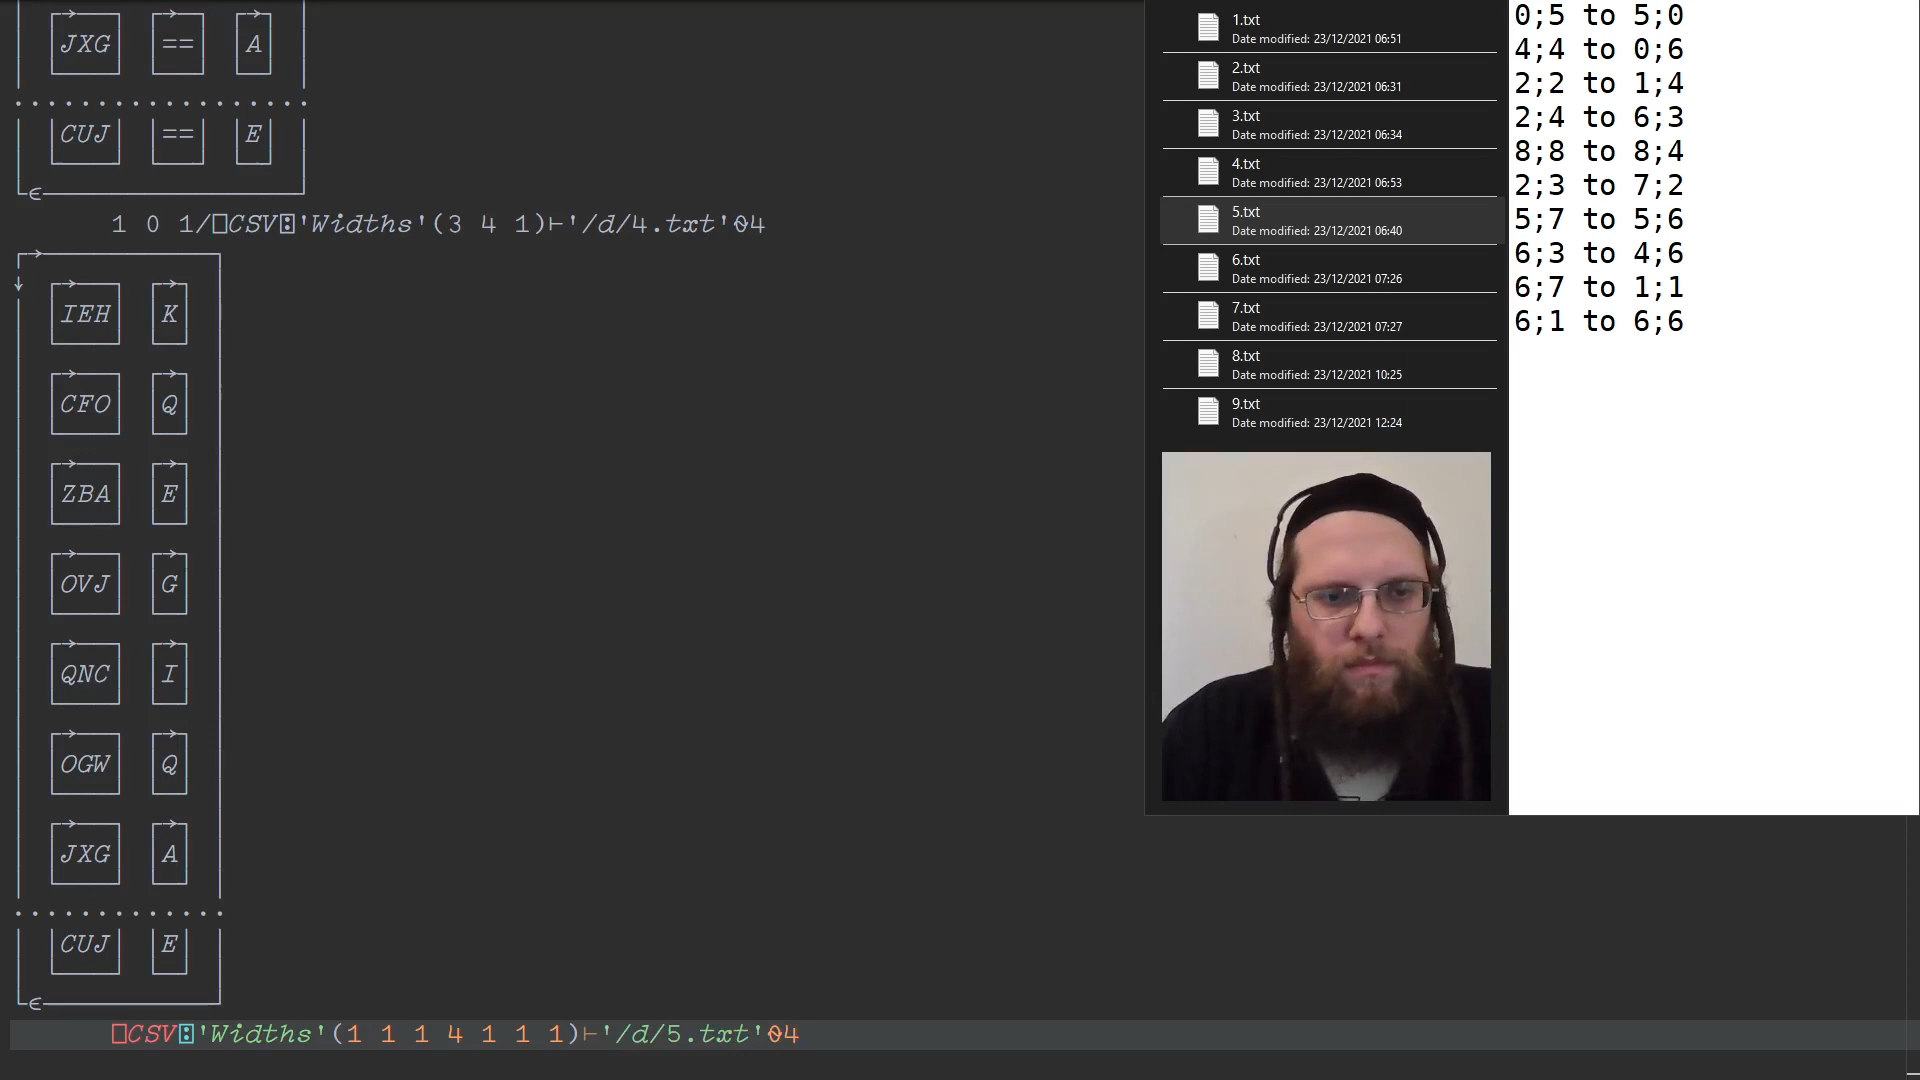 JXG == A
CUJ == E
1 0 1/⎕CSV⍠'Widths'(3 4 1)⊢'/d/4.txt'⍬4
IEH K
CFO Q
ZBA E
OVJ G
QNC I
OGW Q
JXG A
CUJ E
⎕CSV⍠'Widths'(1 1 1 4 1 1 1)⊢'/d/5.txt'⍬4
1.txt
Date modified: 23/12/2021 06:51
2.txt
Date modified: 23/12/2021 06:31
3.txt
Date modified: 23/12/2021 06:34
4.txt
Date modified: 23/12/2021 06:53
5.txt
Date modified: 23/12/2021 06:40
6.txt
Date modified: 23/12/2021 07:26
7.txt
Date modified: 23/12/2021 07:27
8.txt
Date modified: 23/12/2021 10:25
9.txt
Date modified: 23/12/2021 12:24
0;5 to 5;0
4;4 to 0;6
2;2 to 1;4
2;4 to 6;3
8;8 to 8;4
2;3 to 7;2
5;7 to 5;6
6;3 to 4;6
6;7 to 1;1
6;1 to 6;6